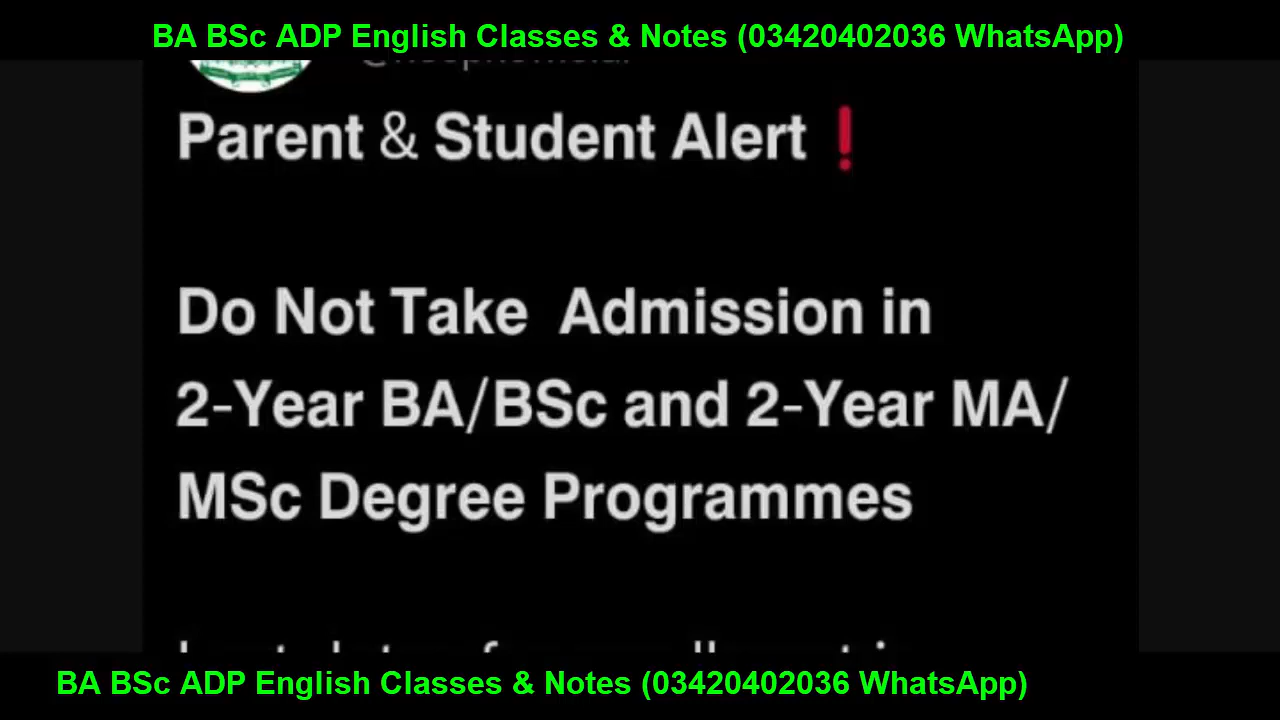 BA BSc ADP English Classes & Notes (03420402036 WhatsApp)
Parent & Student Alert❗
Do Not Take Admission in
2-Year BA/BSc and 2-Year MA/
MSc Degree Programmes
BA BSc ADP English Classes & Notes (03420402036 WhatsApp)